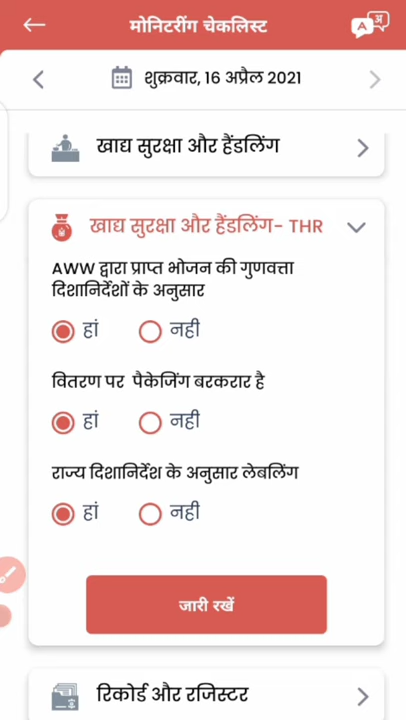 मोनिटरींग चेकलिस्ट
A अ
शुक्रवार, 16 अप्रैल 2021
खाद्य सुरक्षा और हैंडलिंग
खाद्य सुरक्षा और हैंडलिंग- THR
AWW द्वारा प्राप्त भोजन की गुणवत्ता
दिशानिर्देशों के अनुसार
हां नही
वितरण पर पैकेजिंग बरकरार है
हां नही
राज्य दिशानिर्देश के अनुसार लेबलिंग
हां नही
जारी रखें
रिकोर्ड और रजिस्टर